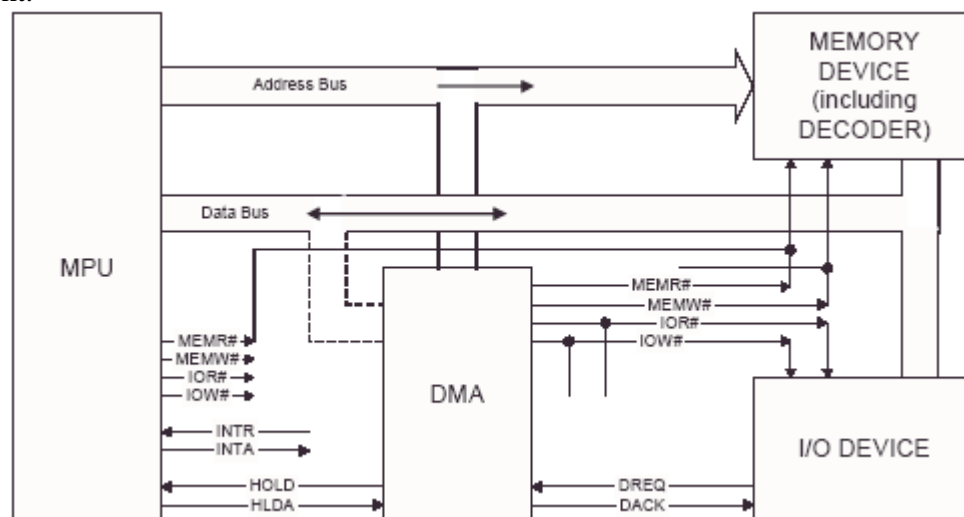 MEMORY
DEVICE
(including
DECODER)
Address Bus
Data Bus
MPU
MEMR#
MEMW#
IOR#
IOW#
MEMR#
MEMW#
IOR#
IOW#
DMA
INTR
INTA
I/O DEVICE
HOLD
HLDA
DREQ
DACK